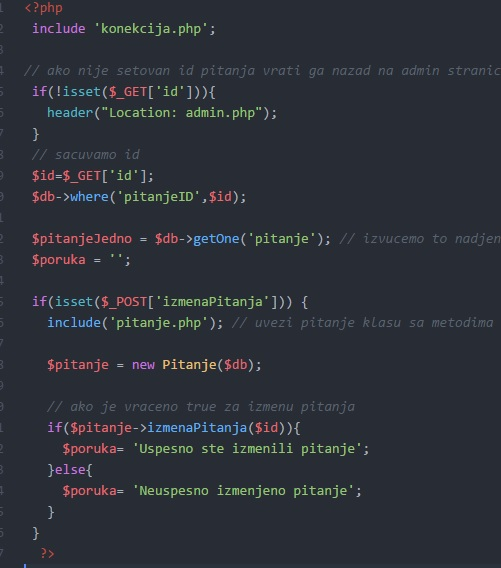 <?php
include 'konekcija.php';
// ako nije setovan id pitanja vrati ga nazad na admin stranic
if(!isset($_GET['id'])){
header("Location: admin.php");
}
// sacuvamo id
$id=$_GET['id'];
$db->where('pitanjeID',$id);
$pitanjeJedno = $db->getOne('pitanje'); // izvucemo to nadjen
$poruka = '';
if(isset($_POST['izmenaPitanja'])) {
include('pitanje.php'); // uvezi pitanje klasu sa metodima
$pitanje = new Pitanje($db);
// ako je vraceno true za izmenu pitanja
if($pitanje->izmenaPitanja($id)){
$poruka= 'Uspesno ste izmenili pitanje';
}else{
$poruka= 'Neuspesno izmenjeno pitanje';
}
}
?>